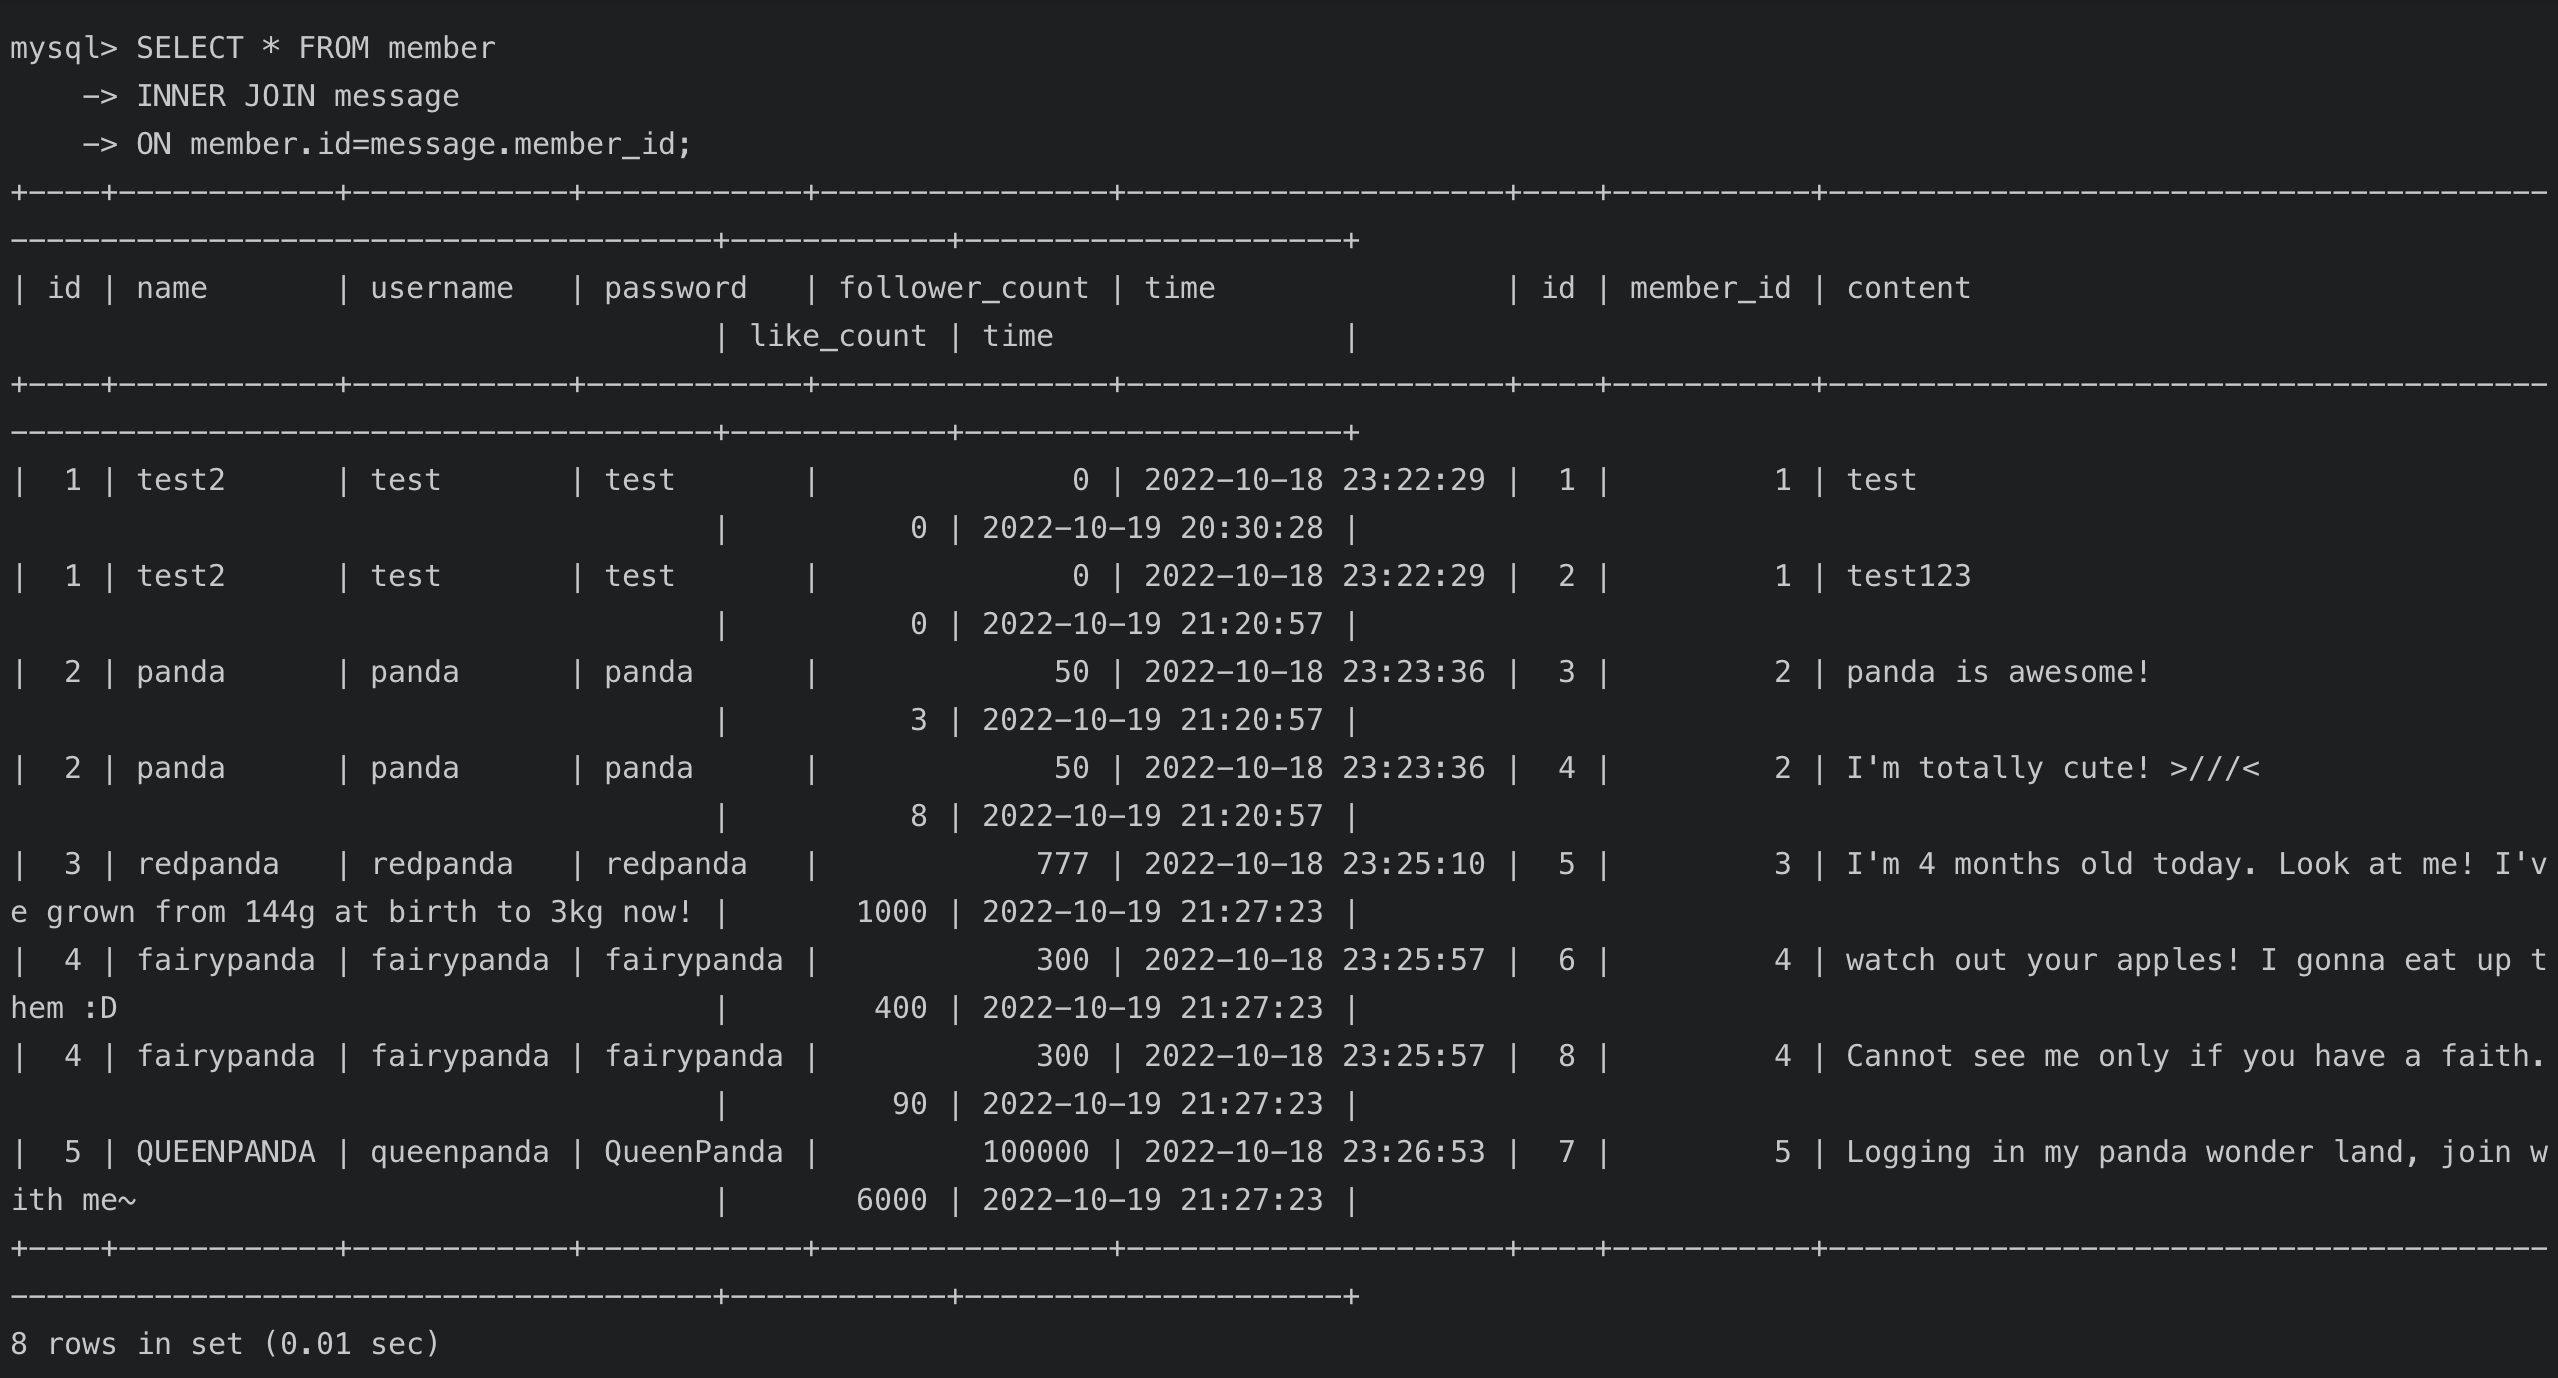 mysql> SELECT * FROM member
    -> INNER JOIN message
    -> ON member.id=message.member_id;
+----+------------+------------+------------+----------------+---------------------+----+-----------+----------------------------------------
---------------------------------------+------------+---------------------+
| id | name       | username   | password   | follower_count | time                | id | member_id | content
                                       | like_count | time                |
+----+------------+------------+------------+----------------+---------------------+----+-----------+----------------------------------------
---------------------------------------+------------+---------------------+
|  1 | test2      | test       | test       |              0 | 2022-10-18 23:22:29 |  1 |         1 | test
                                       |          0 | 2022-10-19 20:30:28 |
|  1 | test2      | test       | test       |              0 | 2022-10-18 23:22:29 |  2 |         1 | test123
                                       |          0 | 2022-10-19 21:20:57 |
|  2 | panda      | panda      | panda      |             50 | 2022-10-18 23:23:36 |  3 |         2 | panda is awesome!
                                       |          3 | 2022-10-19 21:20:57 |
|  2 | panda      | panda      | panda      |             50 | 2022-10-18 23:23:36 |  4 |         2 | I'm totally cute! >///<
                                       |          8 | 2022-10-19 21:20:57 |
|  3 | redpanda   | redpanda   | redpanda   |            777 | 2022-10-18 23:25:10 |  5 |         3 | I'm 4 months old today. Look at me! I'v
e grown from 144g at birth to 3kg now! |       1000 | 2022-10-19 21:27:23 |
|  4 | fairypanda | fairypanda | fairypanda |            300 | 2022-10-18 23:25:57 |  6 |         4 | watch out your apples! I gonna eat up t
hem :D                                 |        400 | 2022-10-19 21:27:23 |
|  4 | fairypanda | fairypanda | fairypanda |            300 | 2022-10-18 23:25:57 |  8 |         4 | Cannot see me only if you have a faith.
                                       |         90 | 2022-10-19 21:27:23 |
|  5 | QUEENPANDA | queenpanda | QueenPanda |         100000 | 2022-10-18 23:26:53 |  7 |         5 | Logging in my panda wonder land, join w
ith me~                                |       6000 | 2022-10-19 21:27:23 |
+----+------------+------------+------------+----------------+---------------------+----+-----------+----------------------------------------
---------------------------------------+------------+---------------------+
8 rows in set (0.01 sec)